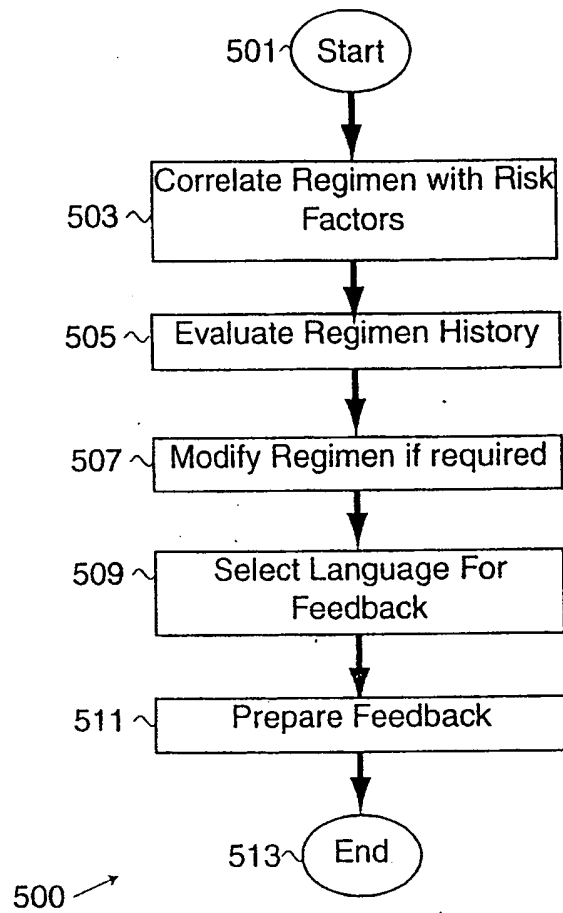 501 Start
Correlate Regimen with Risk
503 Factors
505 Evaluate Regimen History
507 Modify Regimen if required
509 Select Language For
Feedback
511 Prepare Feedback
513 End
500